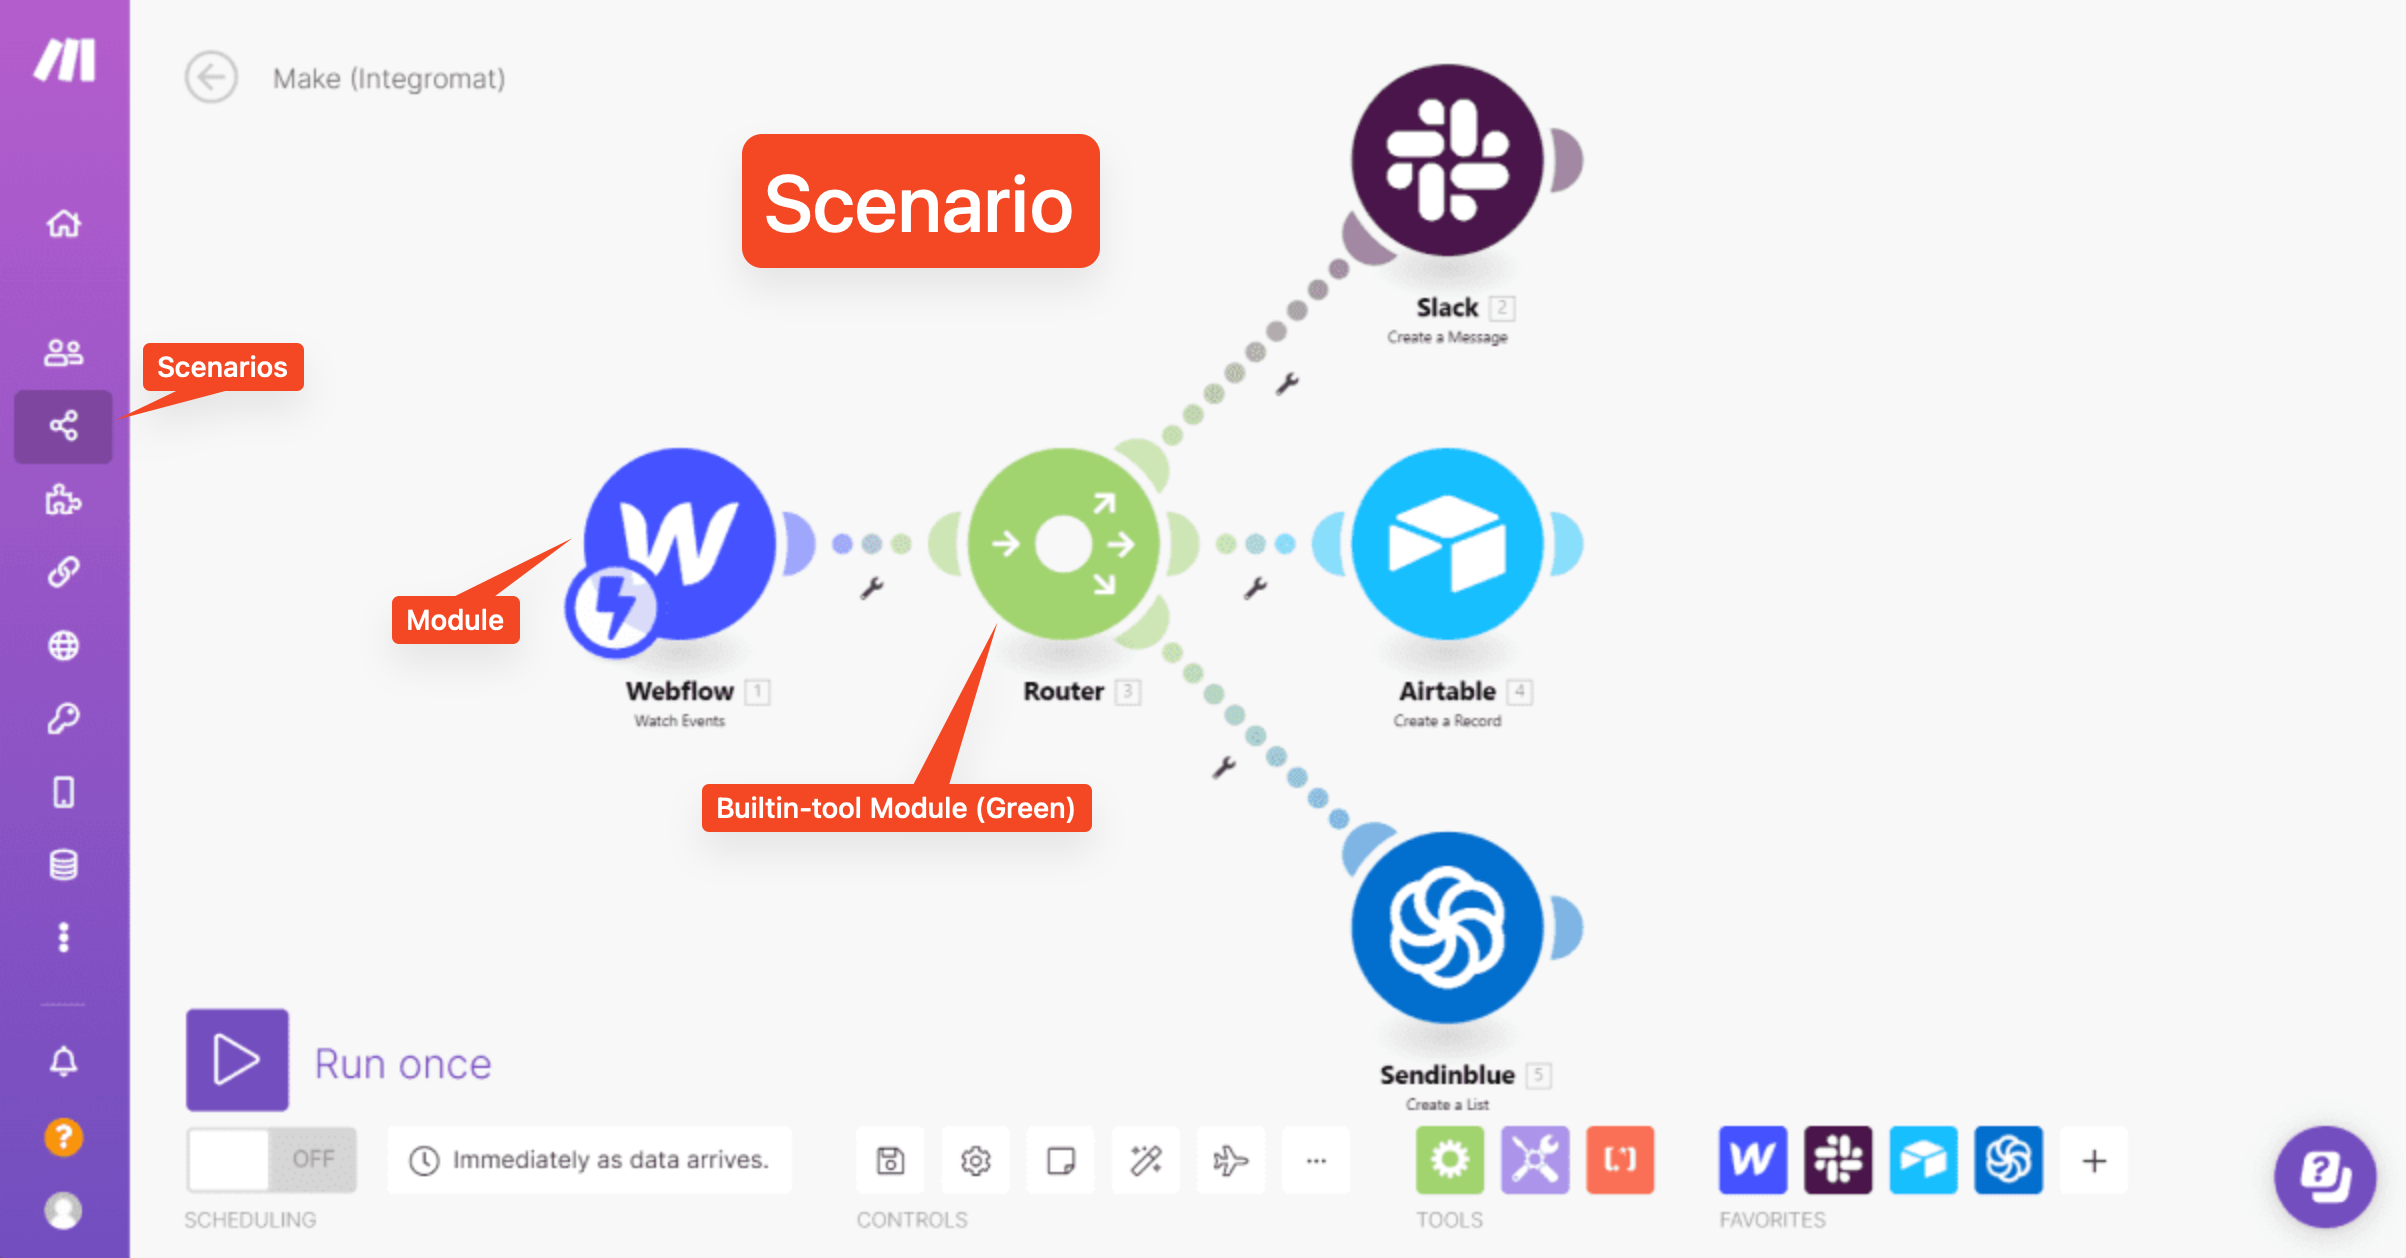 Make (Integromat)
Scenario
Slack 2
Create a Message
Scenarios
Module
Webflow 1
Watch Events
Router 3
Airtable 4
Create a Record
Builtin-tool Module (Green)
Sendinblue 5
Create a List
Run once
OFF
Immediately as data arrives.
SCHEDULING
CONTROLS
TOOLS
FAVORITES